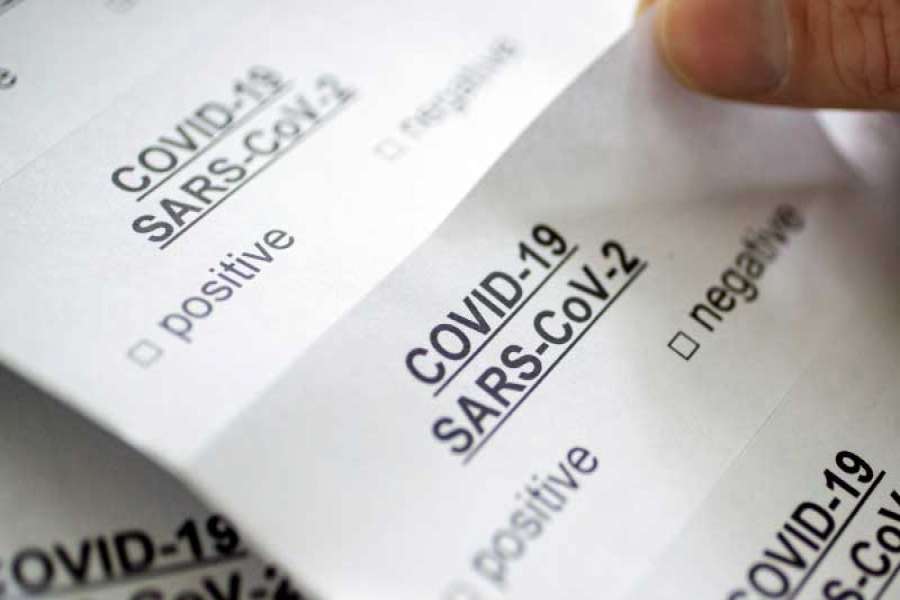 COVID-19
SARS-CoV-2
□ positive
□ negative
COVID-19
SARS-CoV-2
□ positive
□ negative
COVID-19
COVID-19